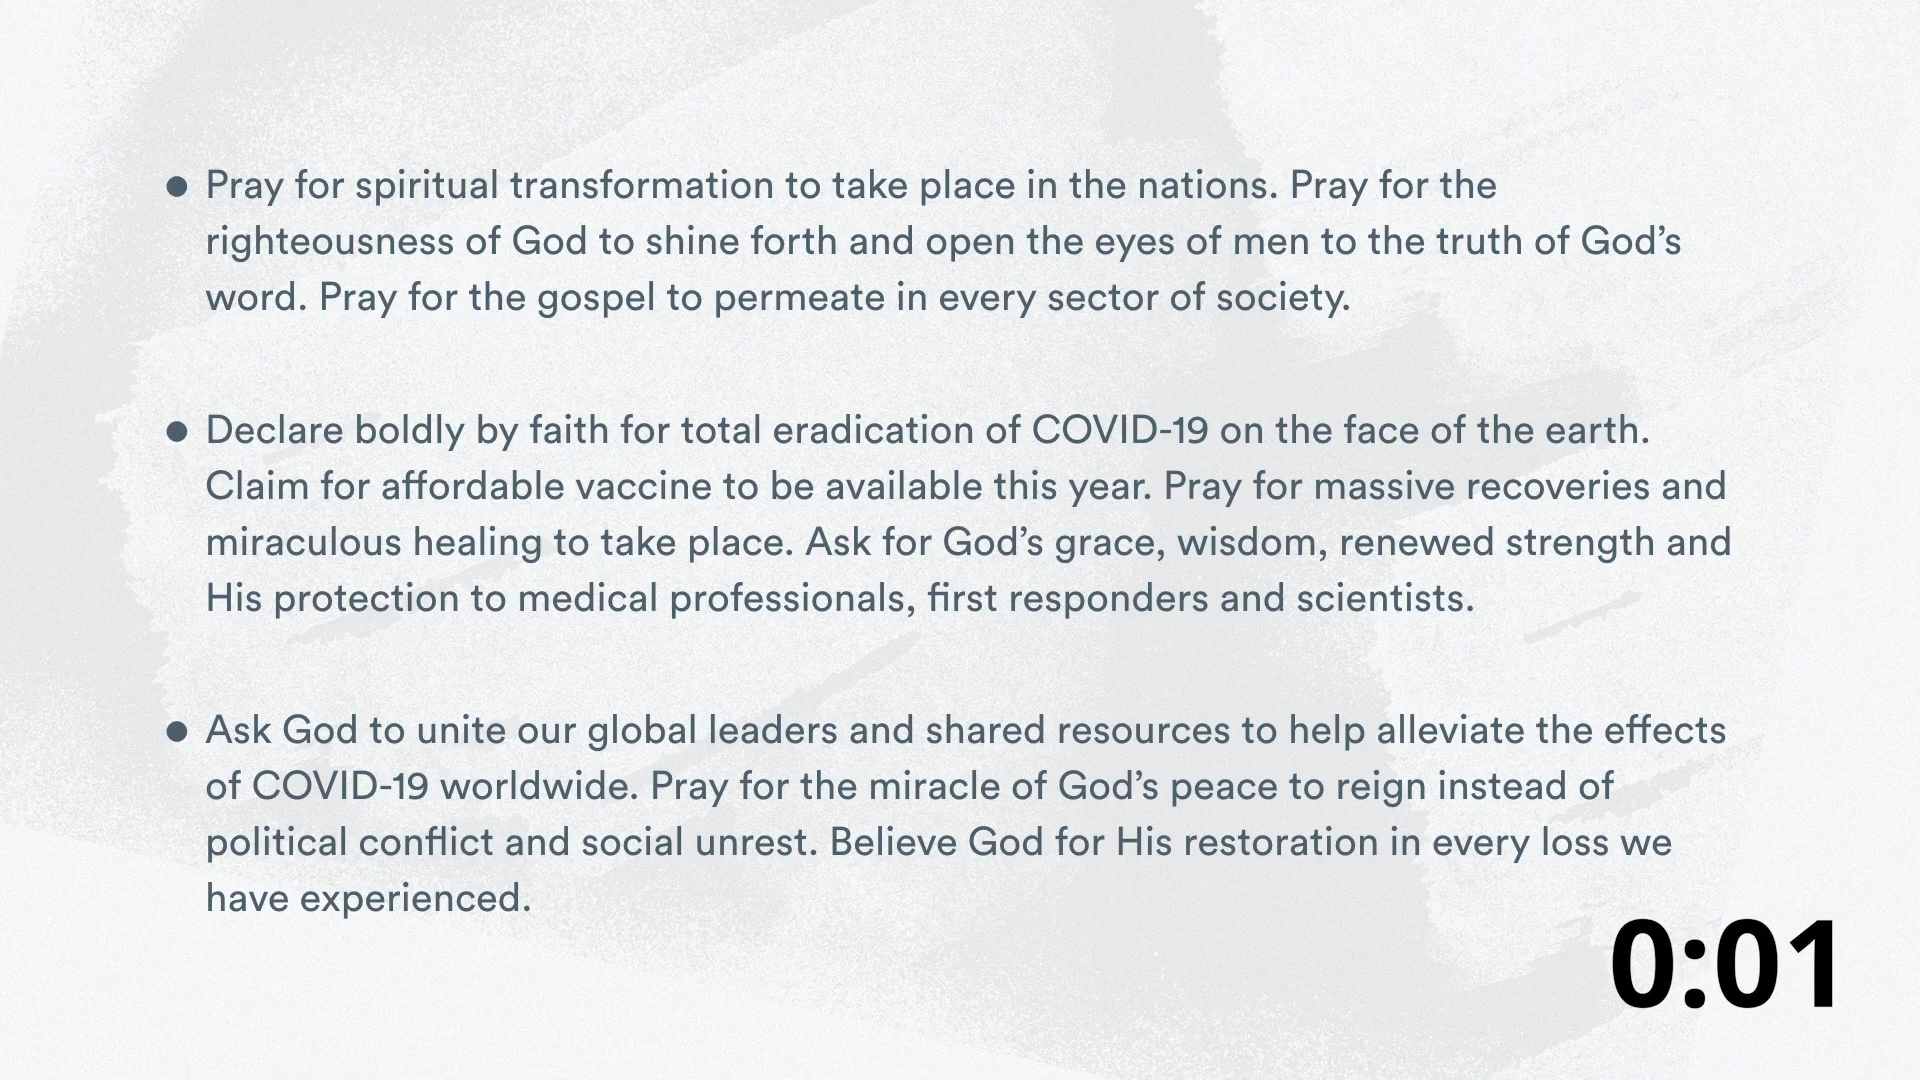 • Pray for spiritual transformation to take place in the nations. Pray for the
righteousness of God to shine forth and open the eyes of men to the truth of God’s
word. Pray for the gospel to permeate in every sector of society.
• Declare boldly by faith for total eradication of COVID-19 on the face of the earth.
Claim for affordable vaccine to be available this year. Pray for massive recoveries and
miraculous healing to take place. Ask for God’s grace, wisdom, renewed strength and
His protection to medical professionals, first responders and scientists.
• Ask God to unite our global leaders and shared resources to help alleviate the effects
of COVID-19 worldwide. Pray for the miracle of God’s peace to reign instead of
political conflict and social unrest. Believe God for His restoration in every loss we
have experienced.
0:01